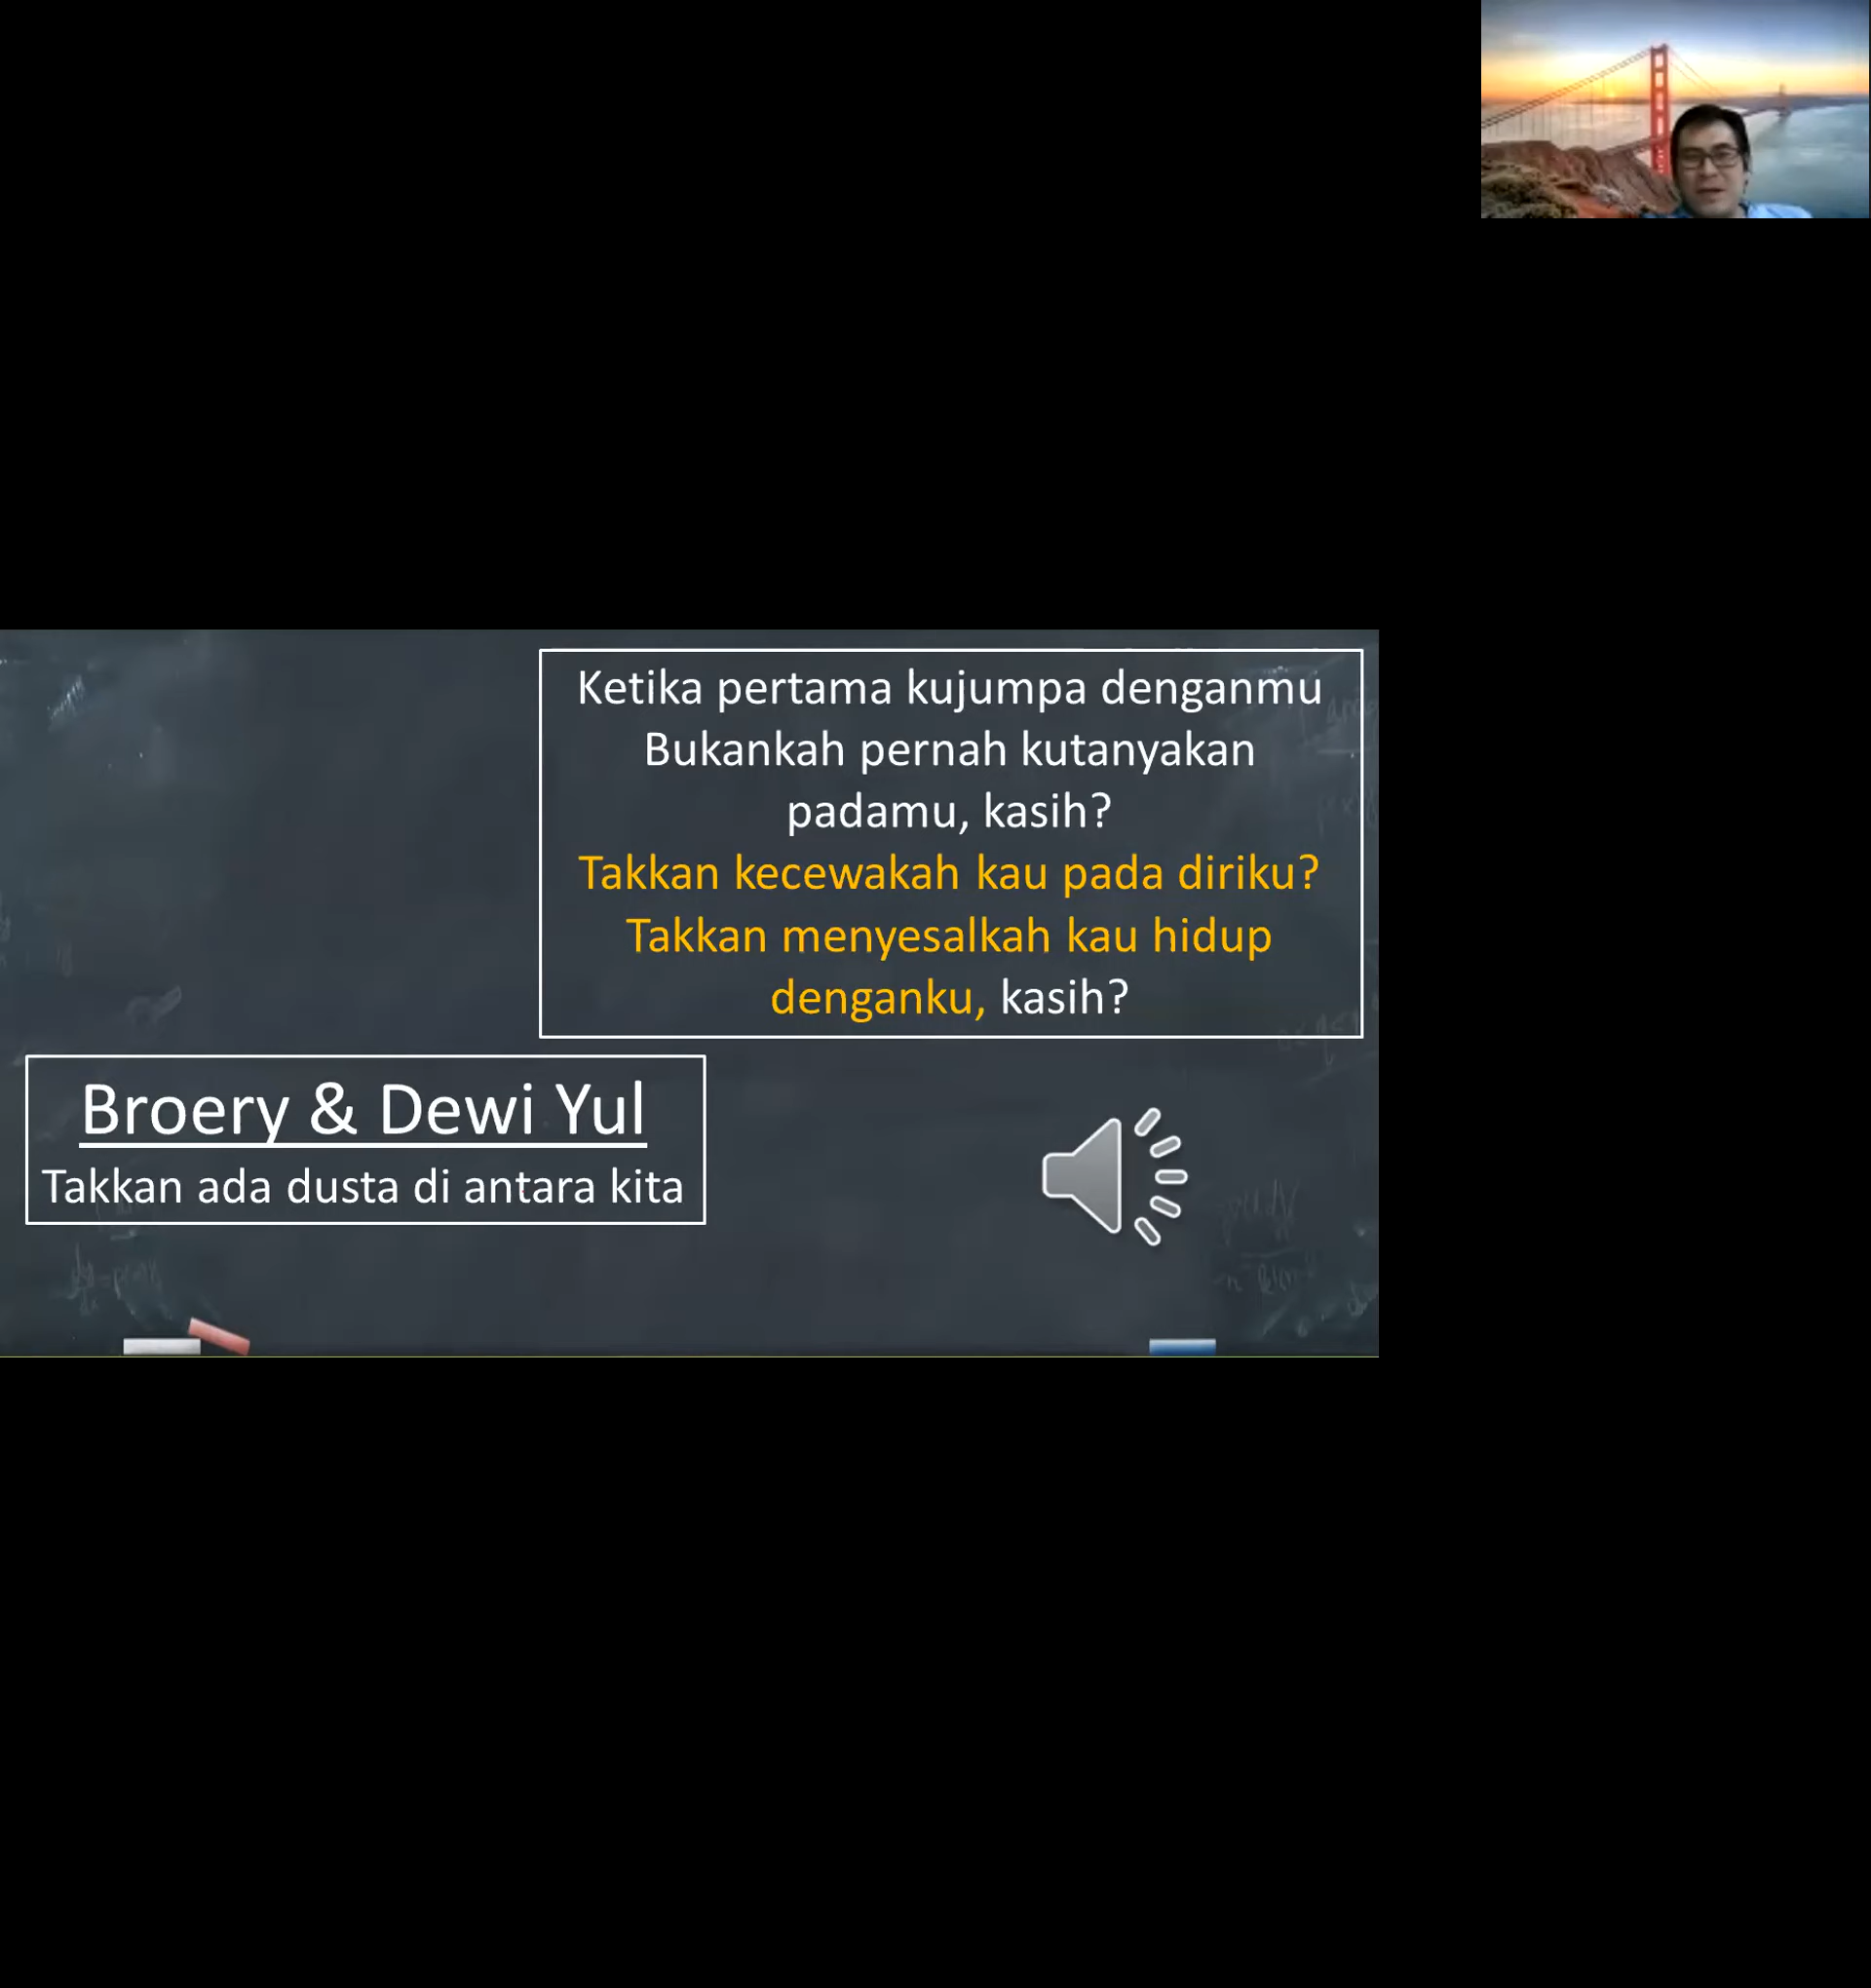 Ketika pertama kujumpa denganmu
Bukankah pernah kutanyakan
padamu, kasih?
Takkan kecewakah kau pada diriku?
Takkan menyesalkah kau hidup
denganku, kasih?
Broery & Dewi Yul
Takkan ada dusta di antara kita